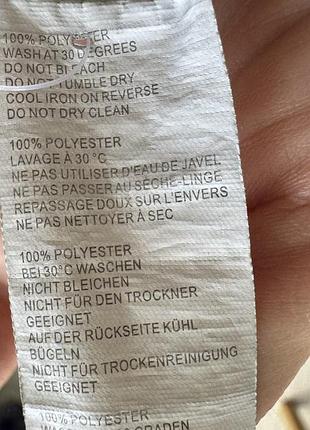 100% POLYESTER
WASH AT 30 DEGREES
DO NOT BLEACH
DO NOT TUMBLE DRY
COOL IRON ON REVERSE
DO NOT DRY CLEAN
100% POLYESTER
LAVAGE À 30 °C
NE PAS UTILISER D'EAU DE JAVEL
NE PAS PASSER AU SÈCHE-LINGE
REPASSAGE DOUX SUR L'ENVERS
NE PAS NETTOYER À SEC
100% POLYESTER
BEI 30°C WASCHEN
NICHT BLEICHEN
NICHT FÜR DEN TROCKNER
GEEIGNET
AUF DER RÜCKSEITE KÜHL
BÜGELN
NICHT FÜR TROCKENREINIGUNG
GEEIGNET
100% POLYESTER
GRADEN